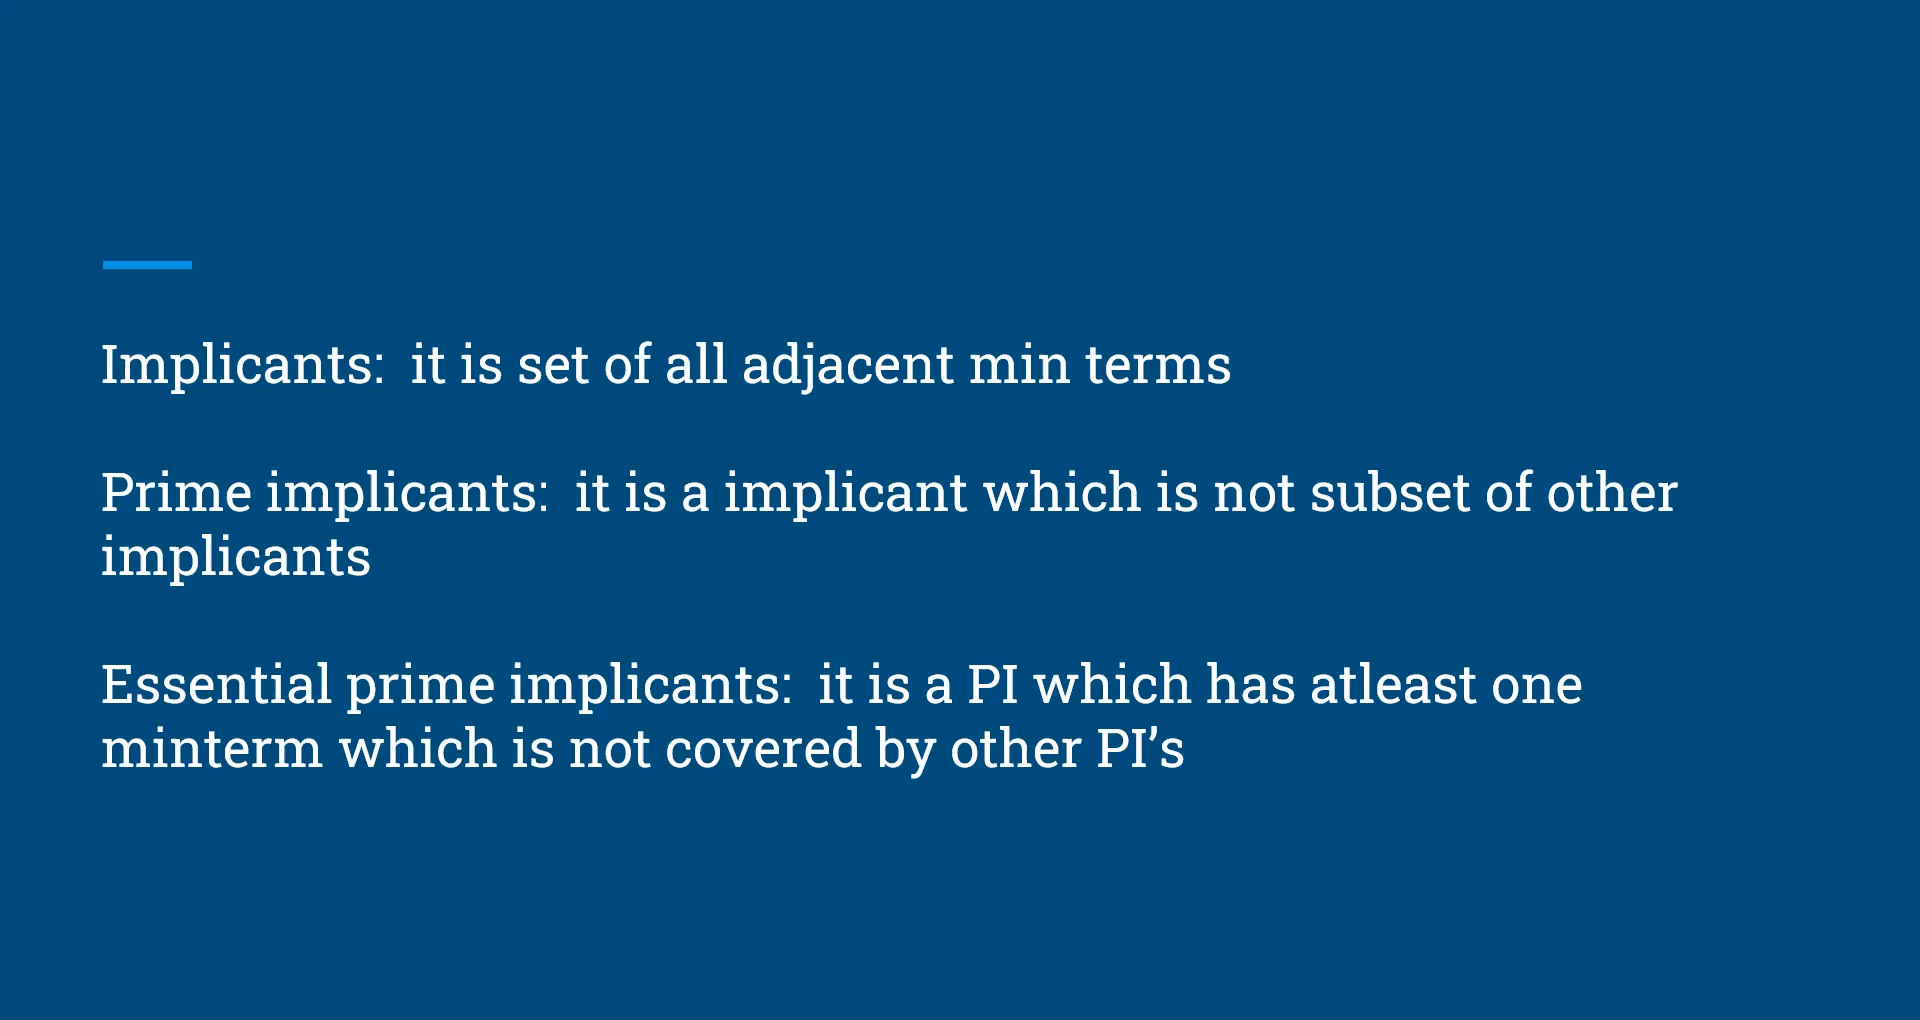 Implicants:  it is set of all adjacent min terms
Prime implicants:  it is a implicant which is not subset of other
implicants
Essential prime implicants:  it is a PI which has atleast one
minterm which is not covered by other PI’s